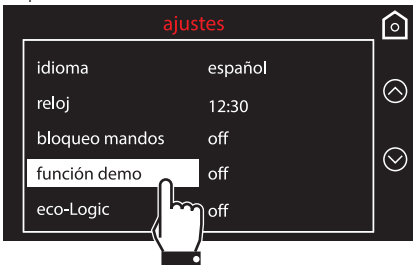 ajustes
idioma español
reloj 12:30
bloqueo mandos off
función demo off
eco-Logic off